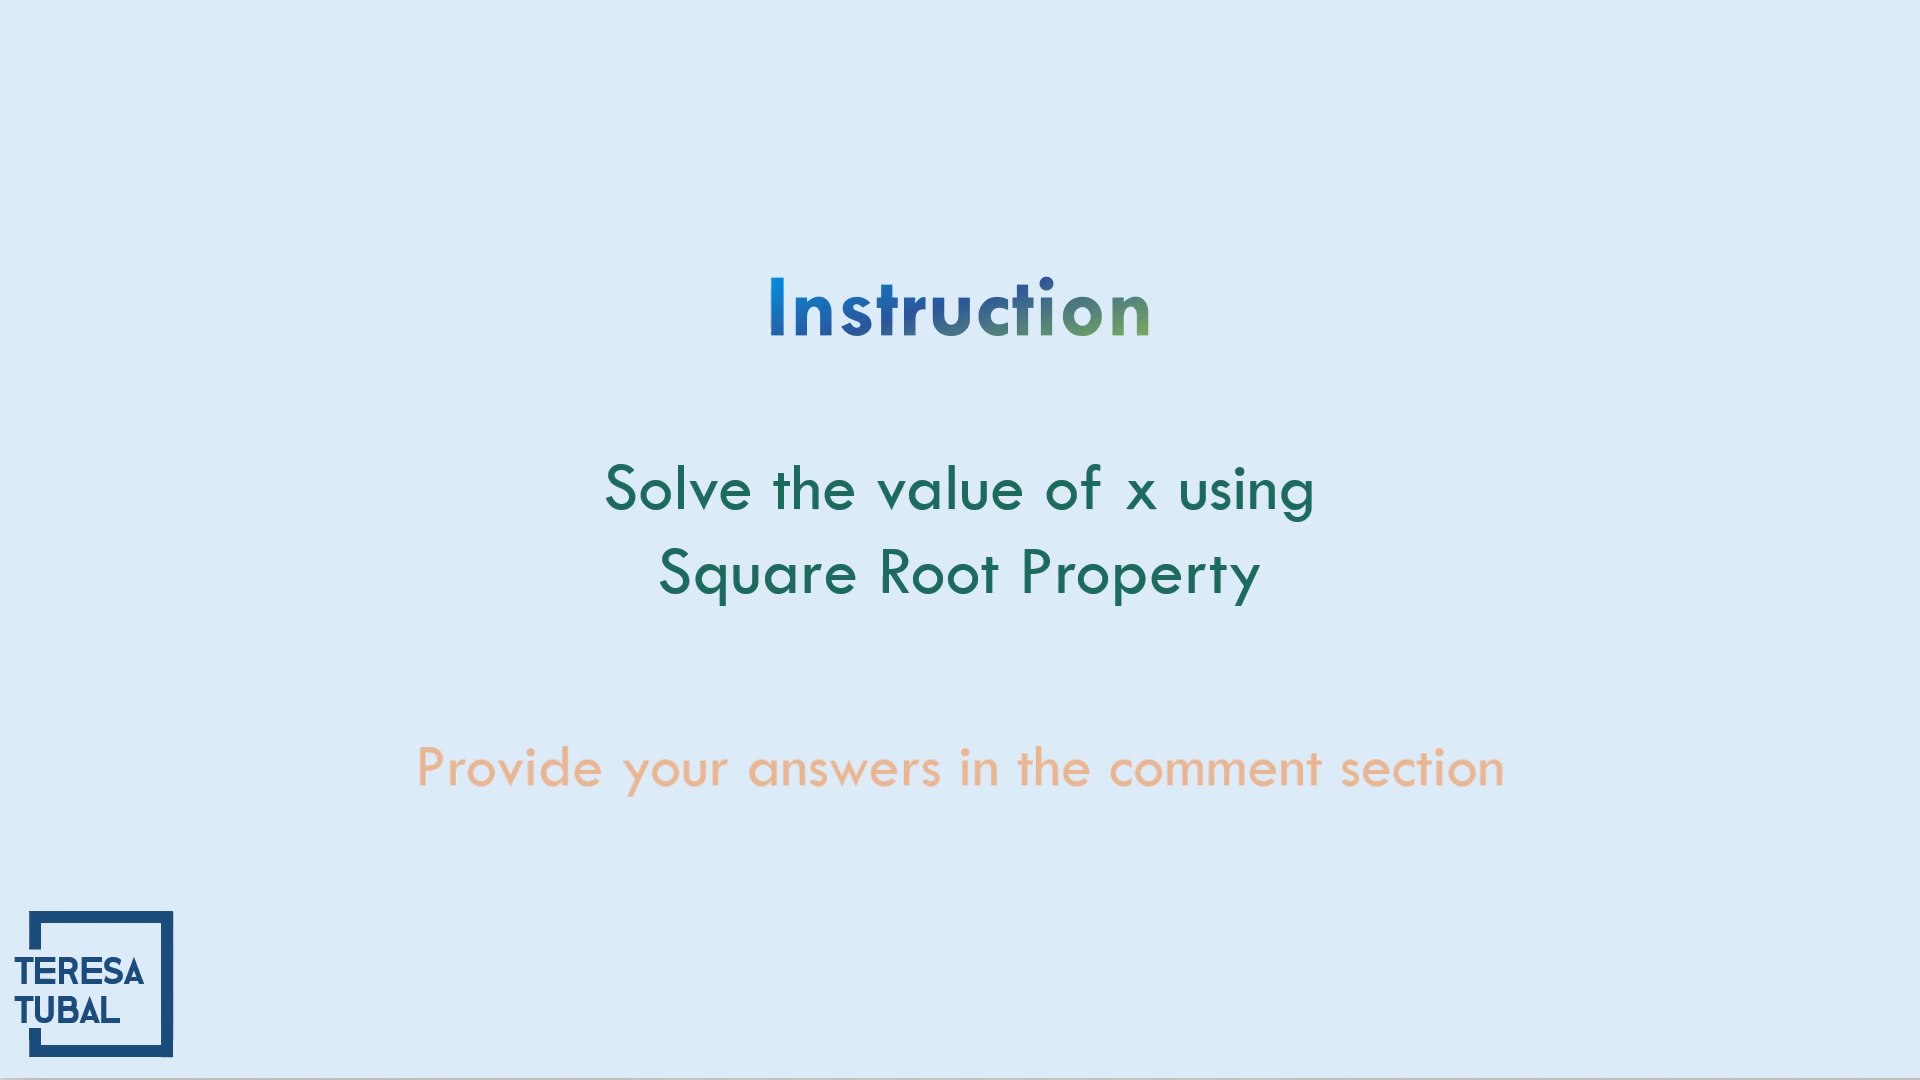 Instruction
Solve the value of x using
Square Root Property
Provide your answers in the comment section
TERESA
TUBAL